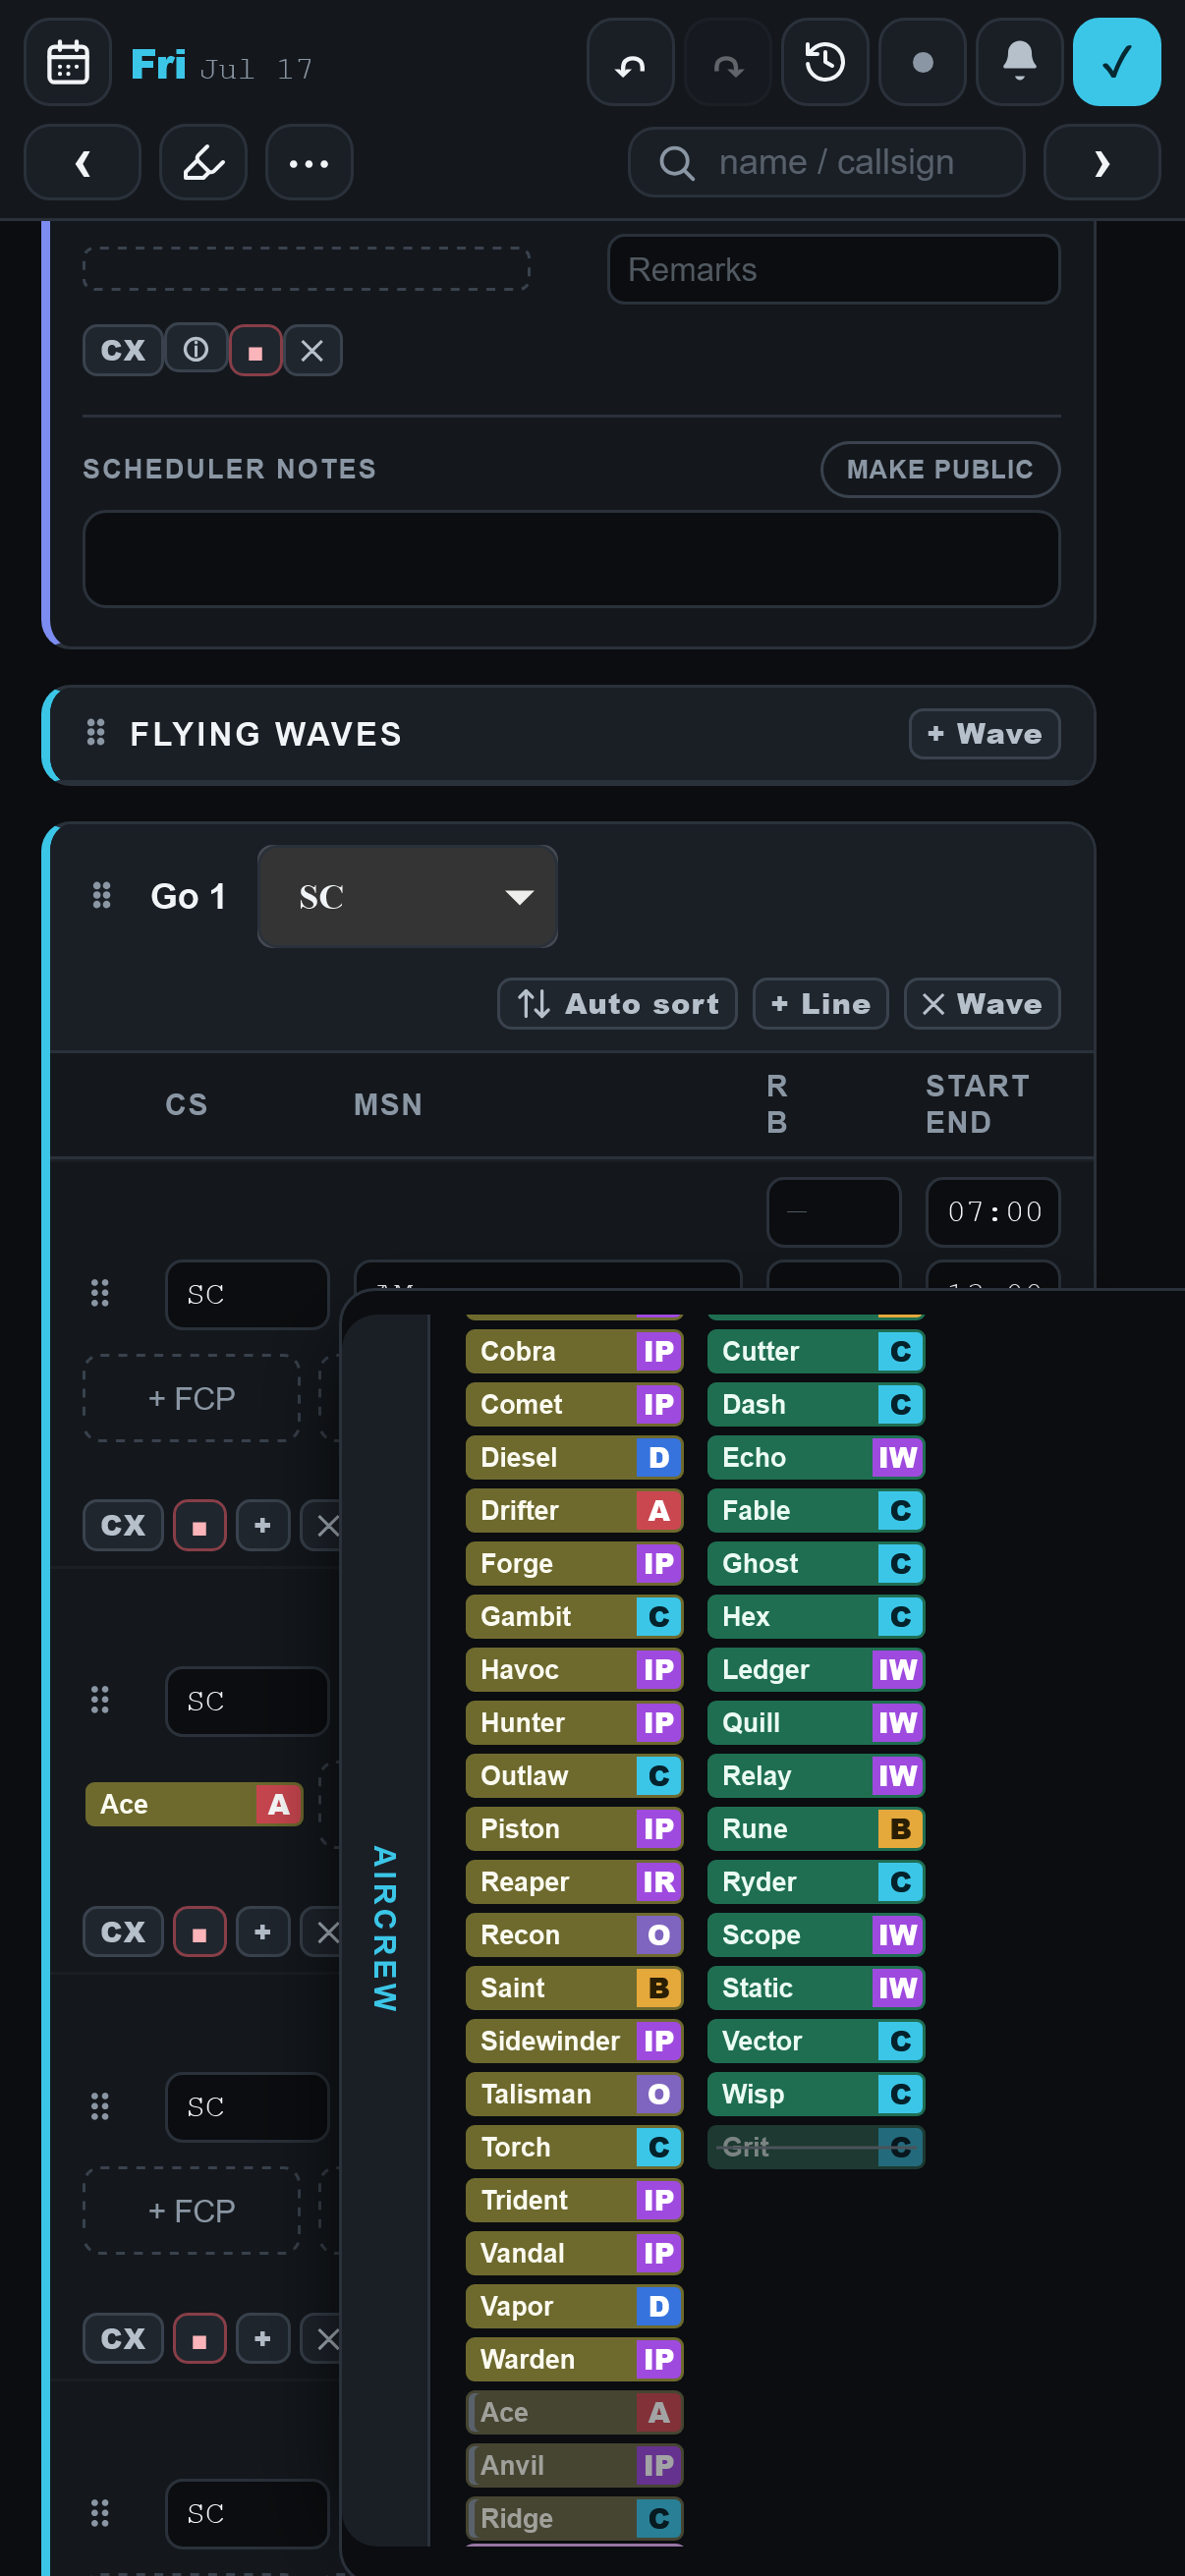 Fri Jul 17
name / callsign
Remarks
CX
SCHEDULER NOTES
MAKE PUBLIC
FLYING WAVES
+ Wave
Go 1
SC
Auto sort
+ Line
× Wave
CS
MSN
R
B
START
END
—
07:00
SC
+ FCP
CX
+
SC
Ace A
CX
+
SC
+ FCP
CX
+
SC
AIRCREW
Cobra IP
Comet IP
Diesel D
Drifter A
Forge IP
Gambit C
Havoc IP
Hunter IP
Outlaw C
Piston IP
Reaper IR
Recon O
Saint B
Sidewinder IP
Talisman O
Torch C
Trident IP
Vandal IP
Vapor D
Warden IP
Ace A
Anvil IP
Ridge C
Cutter C
Dash C
Echo IW
Fable C
Ghost C
Hex C
Ledger IW
Quill IW
Relay IW
Rune B
Ryder C
Scope IW
Static IW
Vector C
Wisp C
Grit C